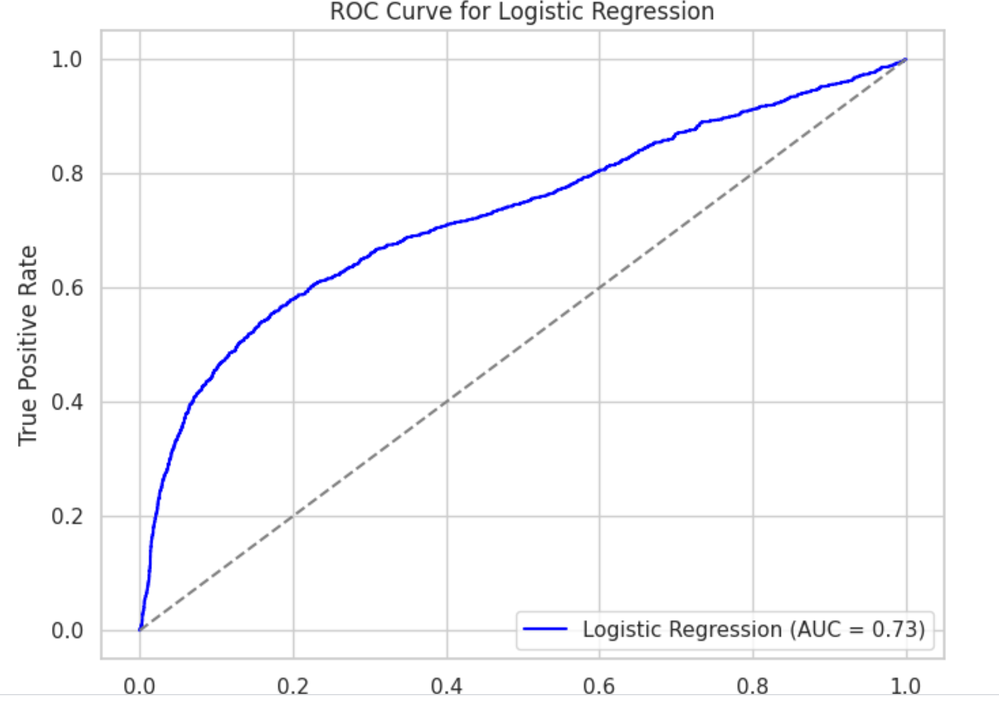 ROC Curve for Logistic Regression
1.0
0.8
0.6
0.4
0.2
0.0
True Positive Rate
Logistic Regression (AUC = 0.73)
0.0 0.2 0.4 0.6 0.8 1.0